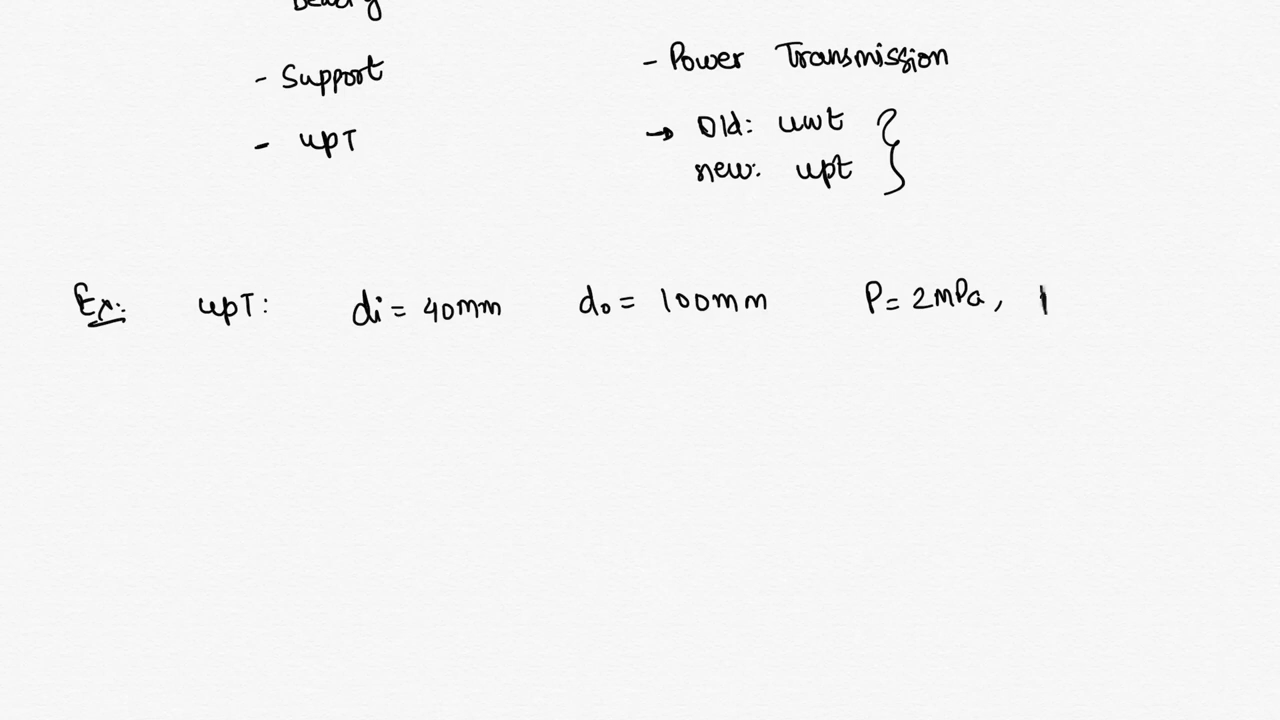 - Support
- UPT
- Power Transmission
→ Old: UWT
new: UPT
Ex: UPT: di = 40mm do = 100mm P = 2MPa,